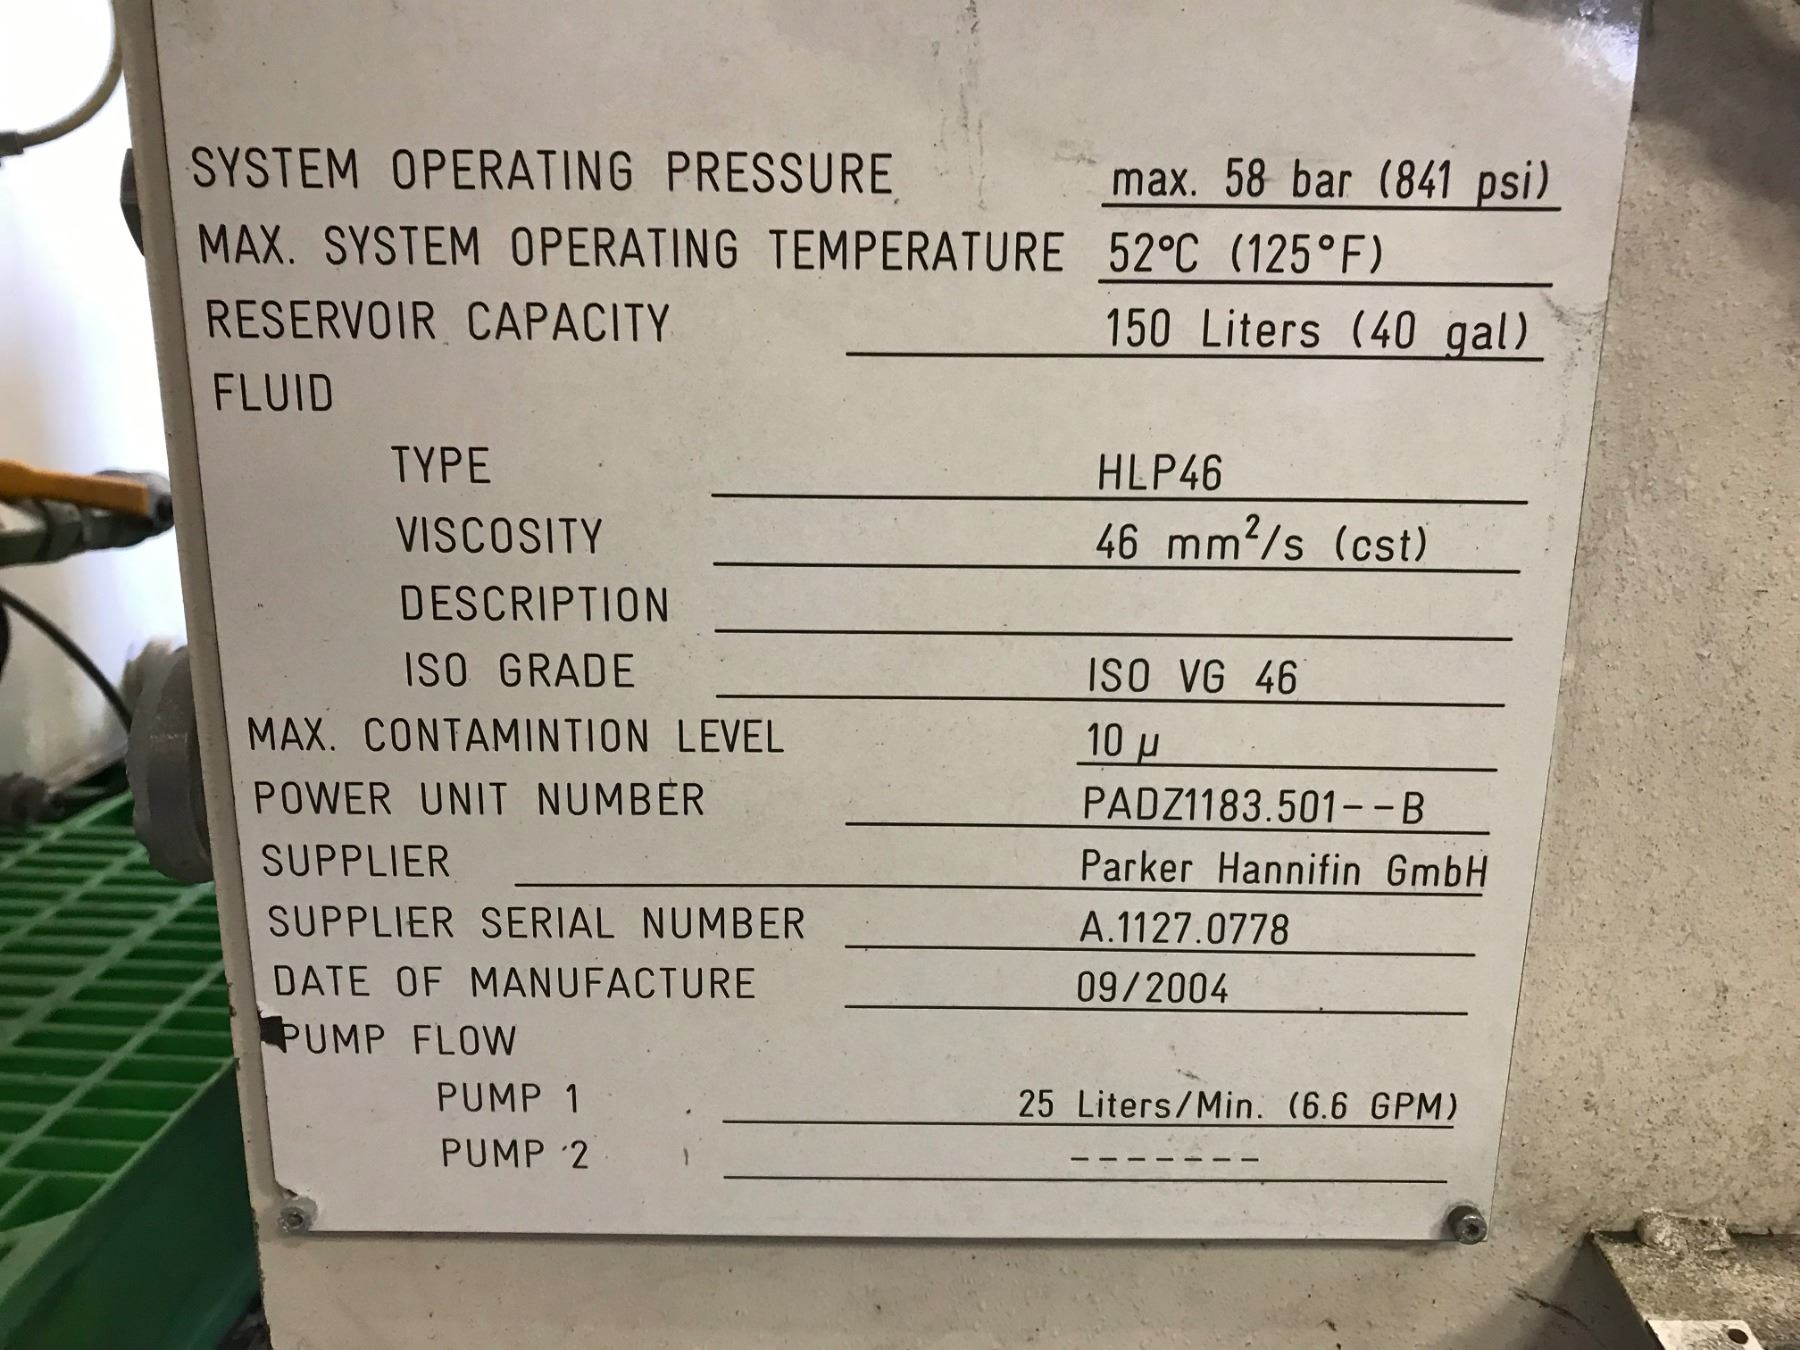 SYSTEM OPERATING PRESSURE max. 58 bar (841 psi)
MAX. SYSTEM OPERATING TEMPERATURE 52°C (125°F)
RESERVOIR CAPACITY 150 Liters (40 gal)
FLUID
TYPE HLP46
VISCOSITY 46 mm²/s (cst)
DESCRIPTION
ISO GRADE ISO VG 46
MAX. CONTAMINTION LEVEL 10 µ
POWER UNIT NUMBER PADZ1183.501--B
SUPPLIER Parker Hannifin GmbH
SUPPLIER SERIAL NUMBER A.1127.0778
DATE OF MANUFACTURE 09/2004
PUMP FLOW
PUMP 1 25 Liters/Min. (6.6 GPM)
PUMP 2 -------